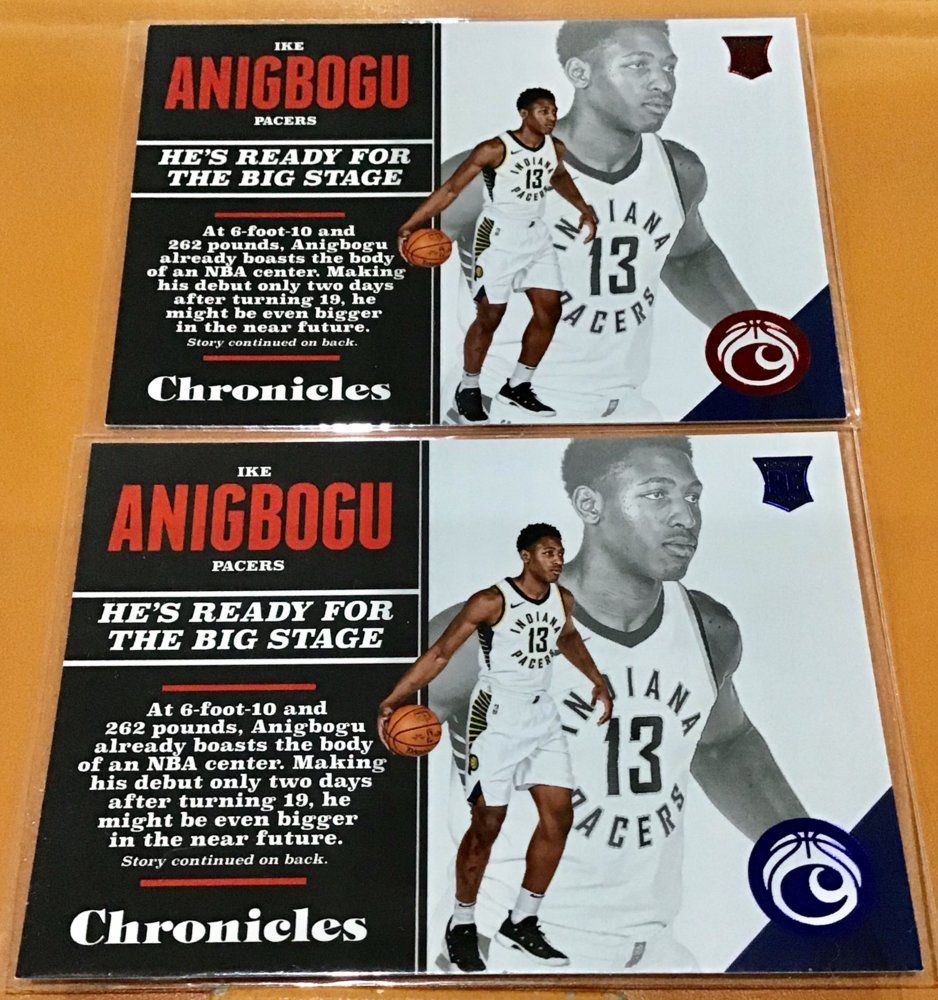 IKE
ANIGBOGU
PACERS
HE'S READY FOR
THE BIG STAGE
At 6-foot-10 and
262 pounds, Anigbogu
already boasts the body
of an NBA center. Making
his debut only two days
after turning 19, he
might be even bigger
in the near future.
Story continued on back.
Chronicles
INDIANA
13
PACERS
INDIANA
13
PACERS
IKE
ANIGBOGU
PACERS
HE'S READY FOR
THE BIG STAGE
At 6-foot-10 and
262 pounds, Anigbogu
already boasts the body
of an NBA center. Making
his debut only two days
after turning 19, he
might be even bigger
in the near future.
Story continued on back.
Chronicles
INDIANA
13
PACERS
INDIANA
13
PACERS